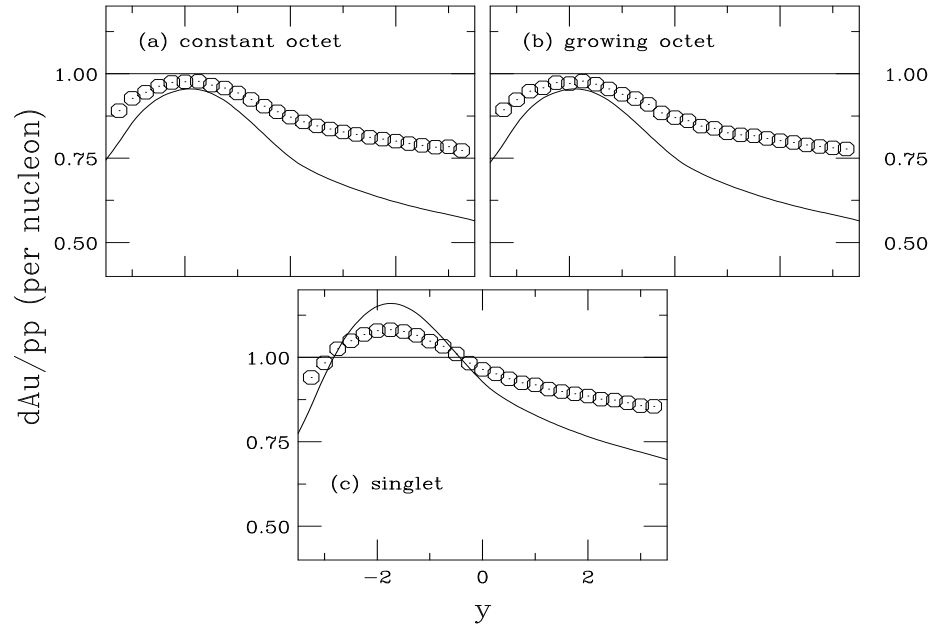 (a) constant octet
(b) growing octet
1.00
1.00
0.75
0.75
0.50
0.50
dAu/pp (per nucleon)
1.00
0.75
(c) singlet
0.50
−2 0 2
y